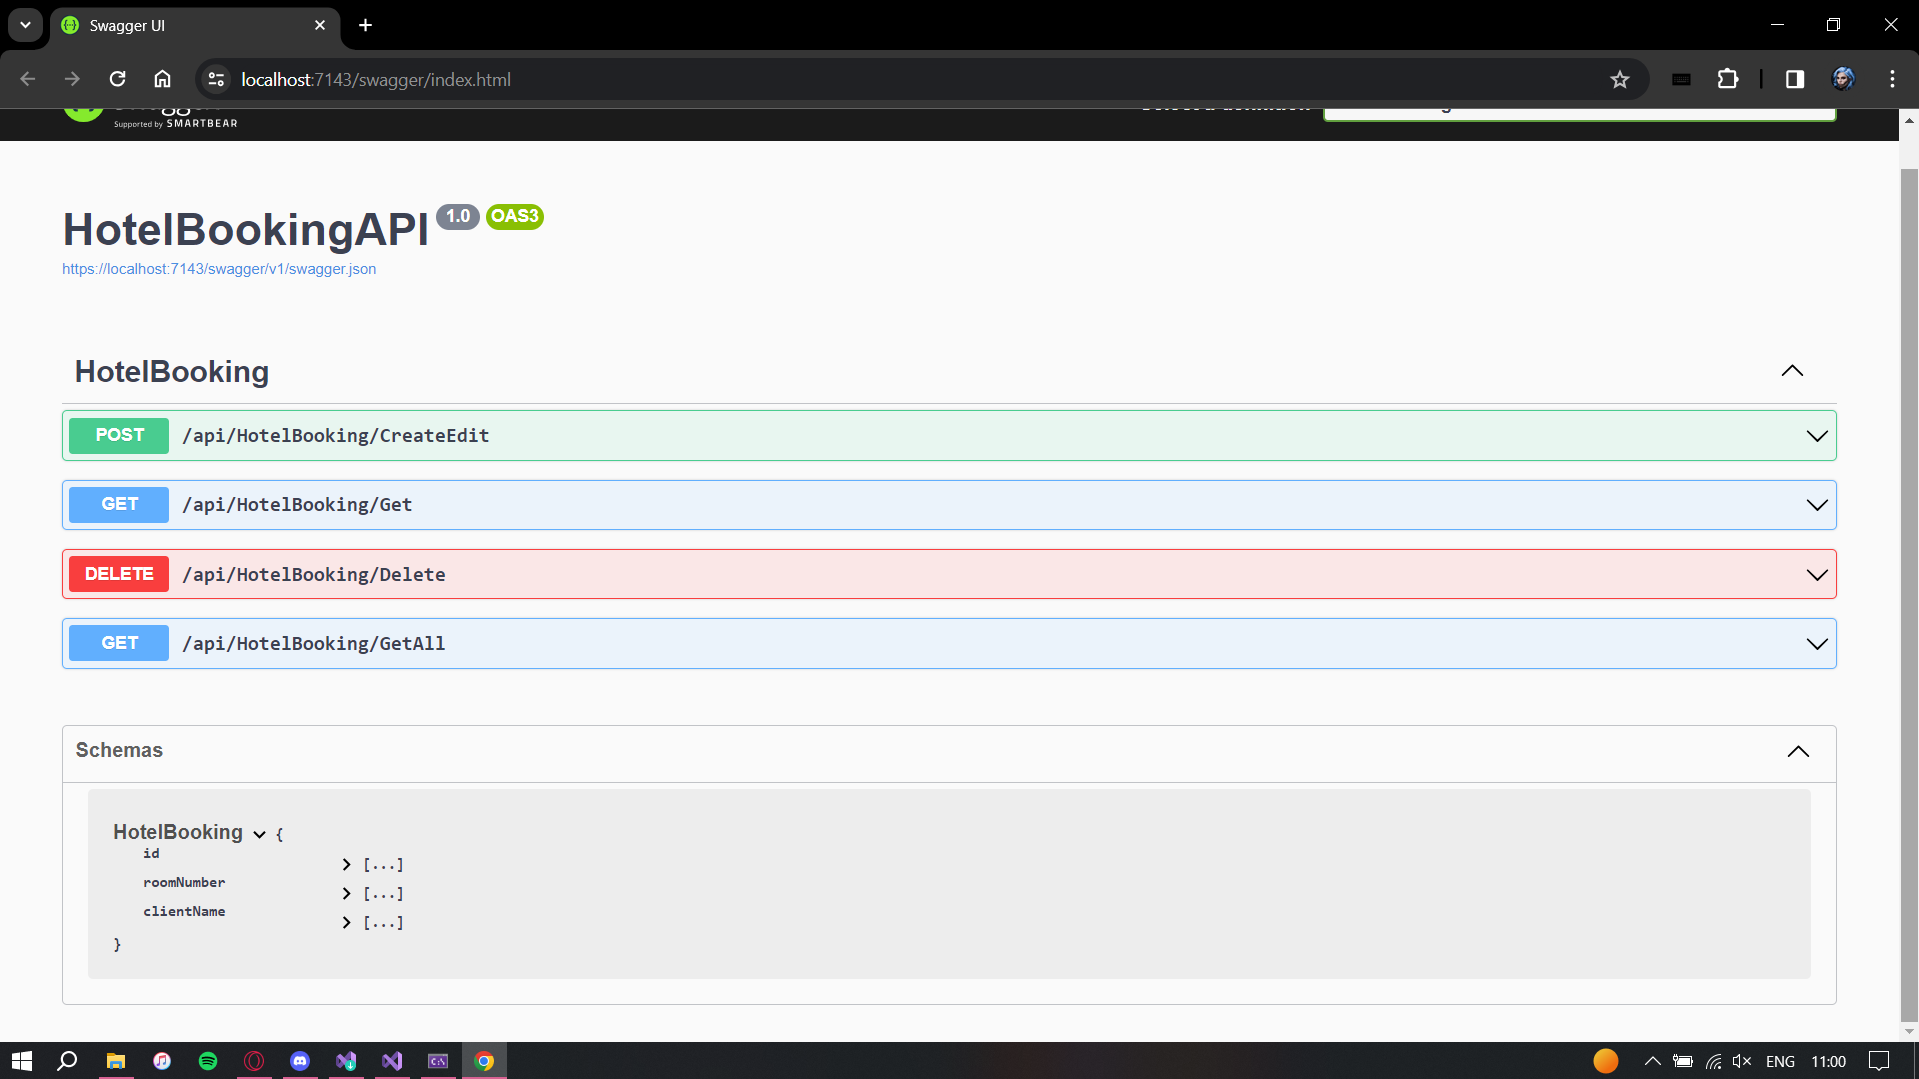 Swagger UI
localhost:7143/swagger/index.html
Supported by SMARTBEAR
HotelBookingAPI 1.0 OAS3
https://localhost:7143/swagger/v1/swagger.json
HotelBooking
POST /api/HotelBooking/CreateEdit
GET /api/HotelBooking/Get
DELETE /api/HotelBooking/Delete
GET /api/HotelBooking/GetAll
Schemas
HotelBooking {
id [...]
roomNumber [...]
clientName [...]
}
ENG 11:00